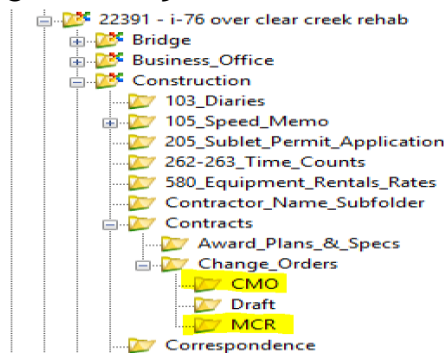 22391 - i-76 over clear creek rehab
Bridge
Business_Office
Construction
103_Diaries
105_Speed_Memo
205_Sublet_Permit_Application
262-263_Time_Counts
580_Equipment_Rentals_Rates
Contractor_Name_Subfolder
Contracts
Award_Plans_&_Specs
Change_Orders
CMO
Draft
MCR
Correspondence